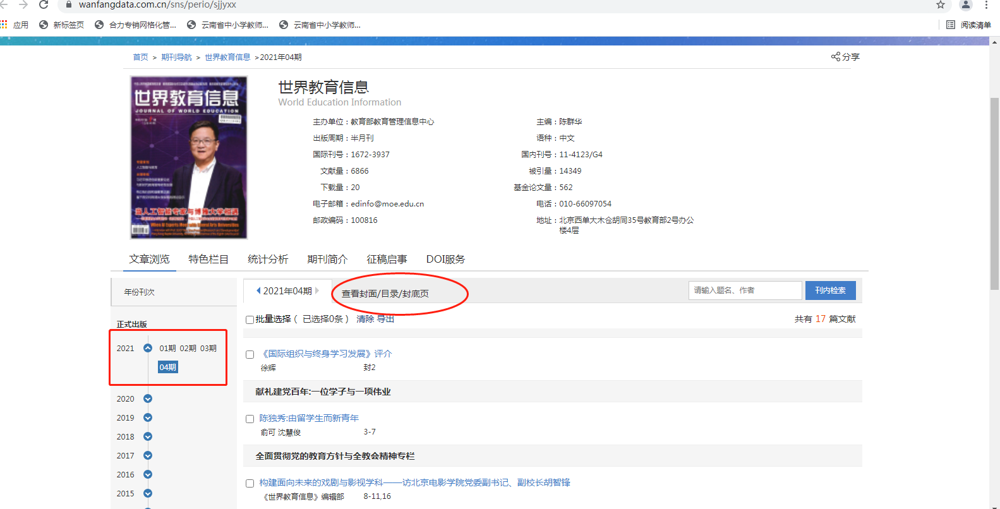 wanfangdata.com.cn/sns/perio/sjjyxx
应用 新标签页 合力专销网格化管... 云南省中小学教师... 云南省中小学教师... 阅读清单
首页 > 期刊导航 > 世界教育信息 >2021年04期 分享
世界教育信息
JOURNAL OF WORLD EDUCATION
当人工智能专家与博雅大学相遇
世界教育信息
World Education Information
主办单位：教育部教育管理信息中心 主编：陈群华
出版周期：半月刊 语种：中文
国际刊号：1672-3937 国内刊号：11-4123/G4
文献量：6866 被引量：14349
下载量：20 基金论文量：562
电子邮箱：edinfo@moe.edu.cn 电话：010-66097054
邮政编码：100816 地址：北京西单大木仓胡同35号教育部2号办公
楼4层
文章浏览 特色栏目 统计分析 期刊简介 征稿启事 DOI服务
年份刊次 2021年04期 查看封面/目录/封底页 请输入题名、作者 刊内检索
批量选择（ 已选择0条 ） 清除 导出 共有 17 篇文献
正式出版
2021 01期 02期 03期
04期
2020
2019
2018
2017
2016
2015
《国际组织与终身学习发展》评介
徐辉 封2
献礼建党百年:一位学子与一项伟业
陈独秀:由留学生而新青年
俞可 沈慧俊 3-7
全面贯彻党的教育方针与全教会精神专栏
构建面向未来的戏剧与影视学科——访北京电影学院党委副书记、副校长胡智锋
《世界教育信息》编辑部 8-11,16